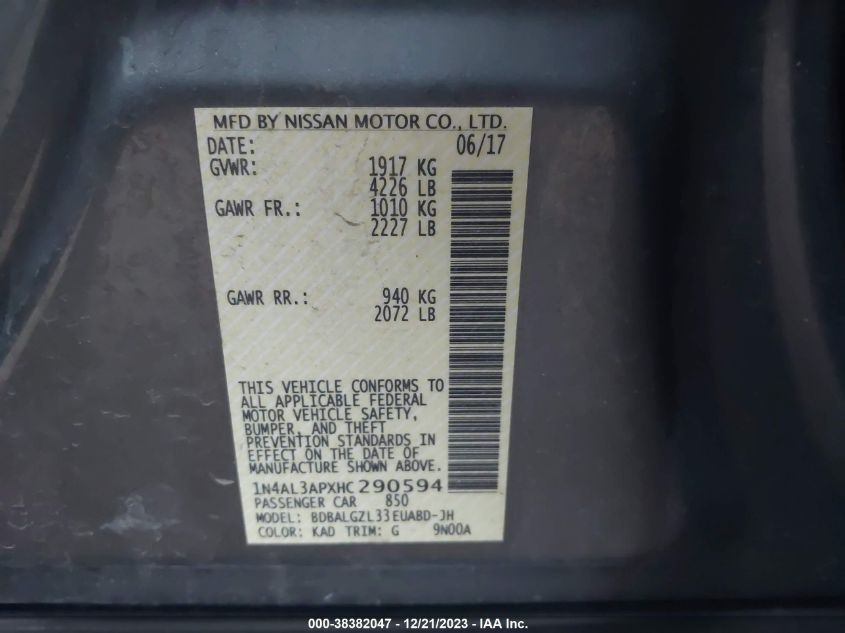 MFD BY NISSAN MOTOR CO., LTD.
DATE: 06/17
GVWR: 1917 KG
4226 LB
GAWR FR.: 1010 KG
2227 LB
GAWR RR.: 940 KG
2072 LB
THIS VEHICLE CONFORMS TO
ALL APPLICABLE FEDERAL
MOTOR VEHICLE SAFETY,
BUMPER, AND THEFT
PREVENTION STANDARDS IN
EFFECT ON THE DATE OF
MANUFACTURE SHOWN ABOVE.
1N4AL3APXHC290594
PASSENGER CAR 850
MODEL: BDBALGZL33EUABD-JH
COLOR: KAD TRIM: G 9N00A
000-38382047 - 12/21/2023 - IAA Inc.